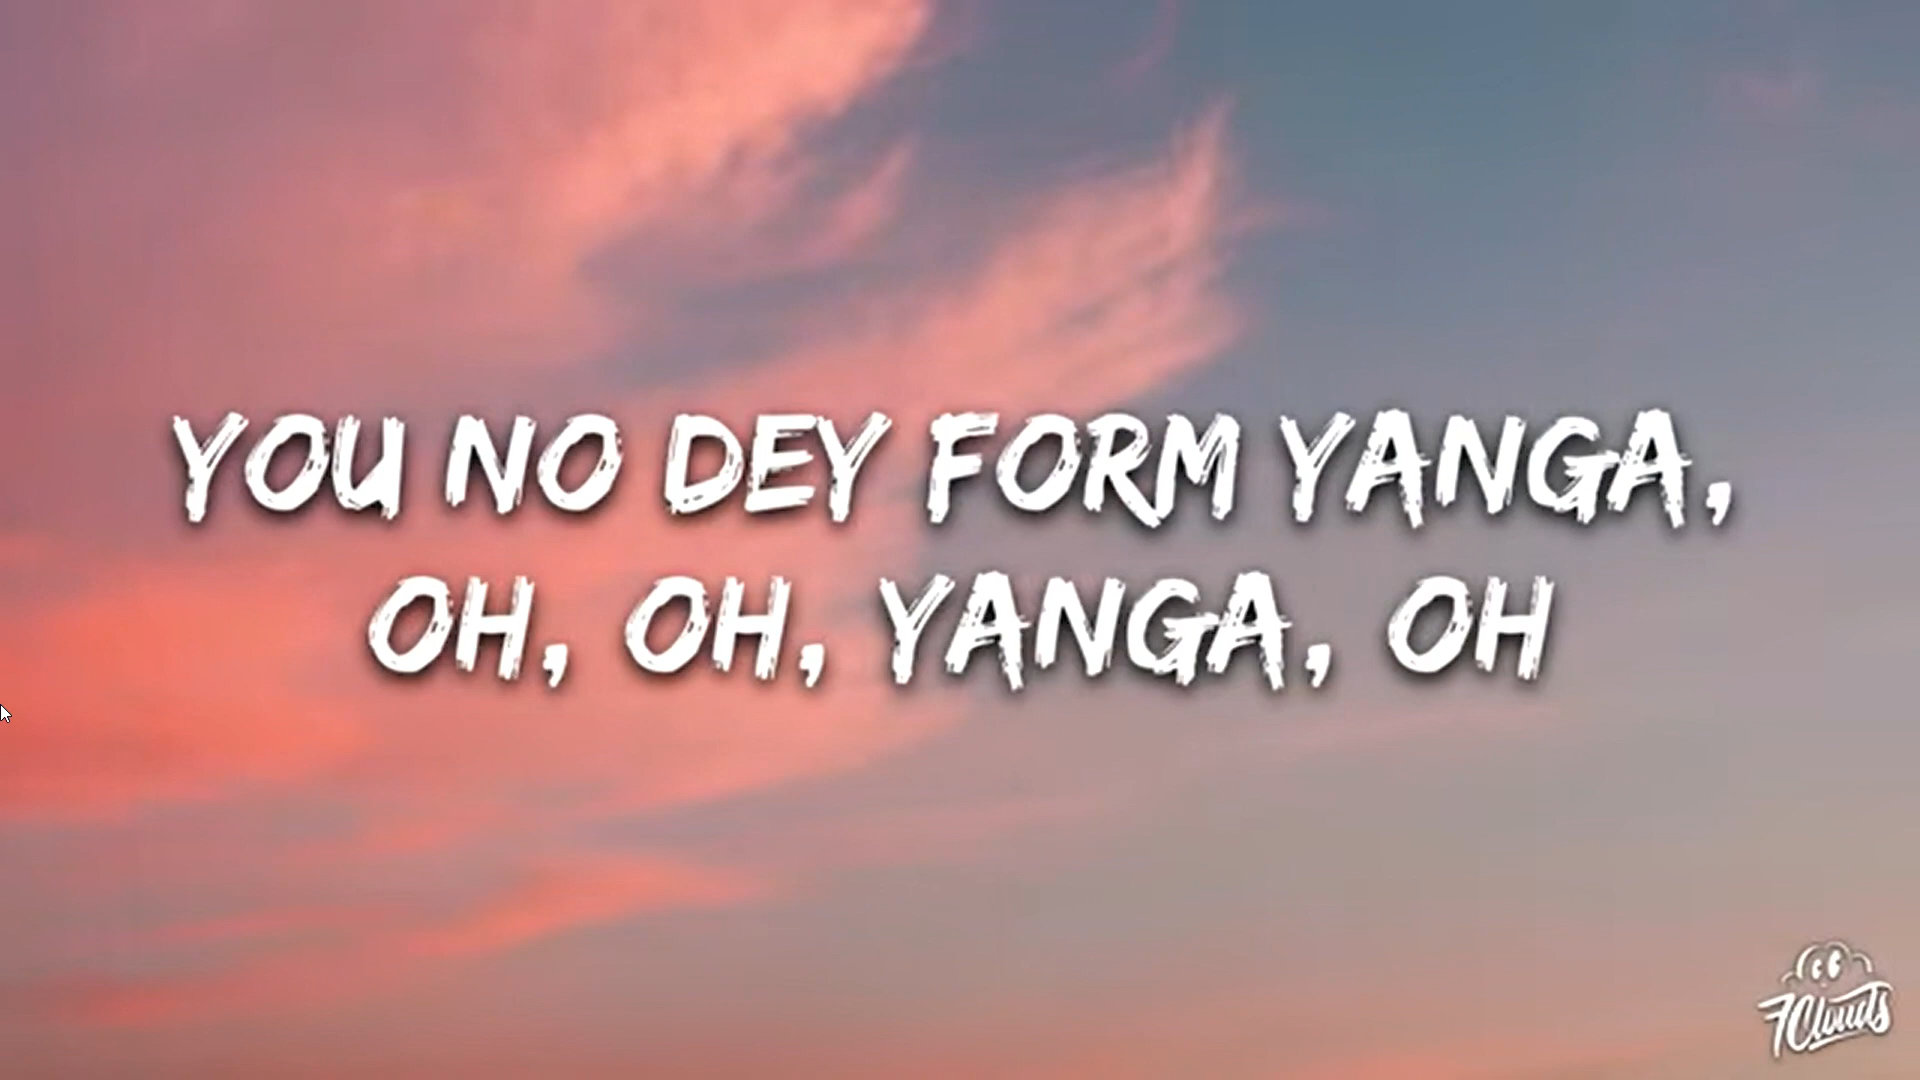 YOU NO DEY FORM YANGA,
OH, OH, YANGA, OH
7Clouds